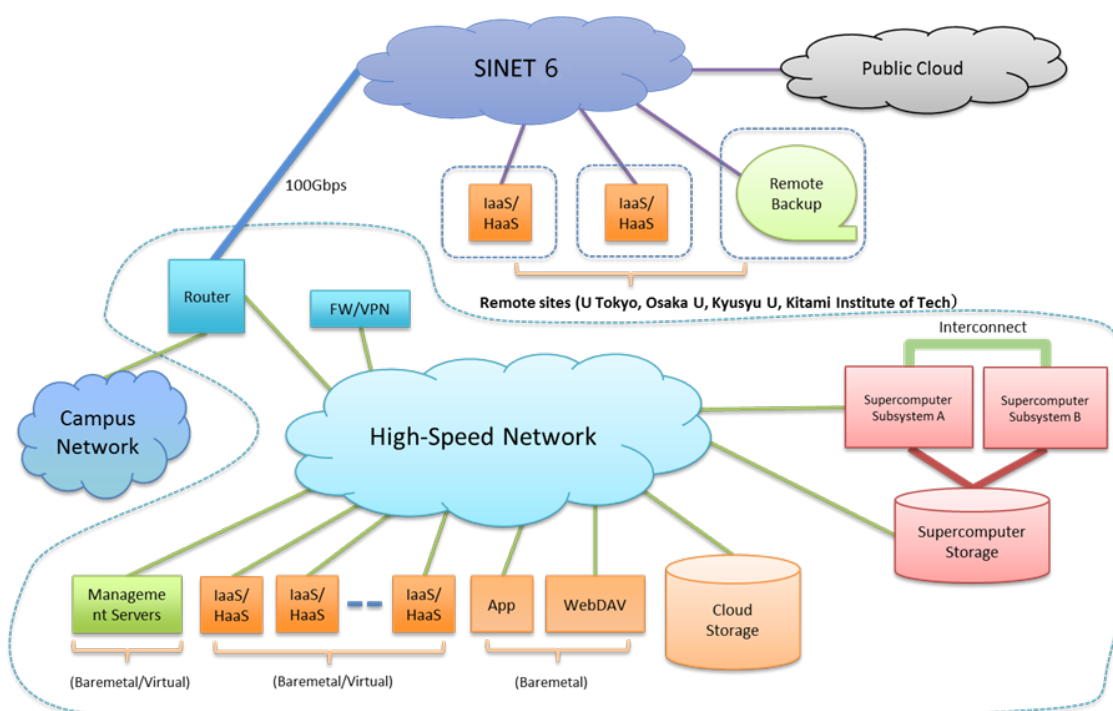 SINET 6
Public Cloud
100Gbps
IaaS/
HaaS
IaaS/
HaaS
Remote
Backup
Remote sites (U Tokyo, Osaka U, Kyusyu U, Kitami Institute of Tech）
Router
FW/VPN
Interconnect
Campus
Network
High-Speed Network
Supercomputer
Subsystem A
Supercomputer
Subsystem B
Supercomputer
Storage
Manageme
nt Servers
IaaS/
HaaS
IaaS/
HaaS
IaaS/
HaaS
App
WebDAV
Cloud
Storage
(Baremetal/Virtual)
(Baremetal/Virtual)
(Baremetal)